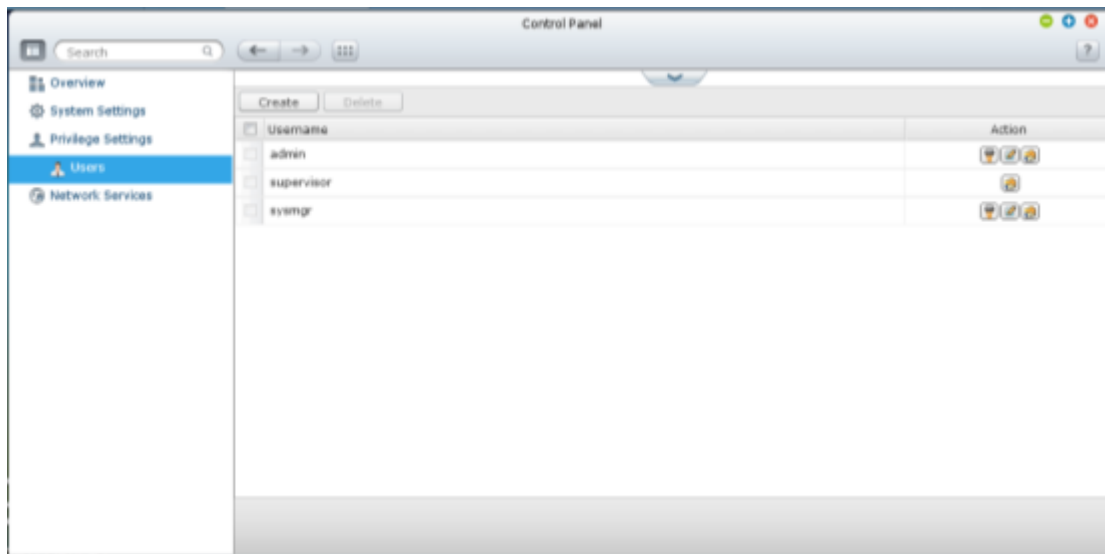 Control Panel
Search
?
Overview
System Settings
Privilege Settings
Users
Network Services
Create Delete
Username Action
admin
supervisor
sysmgr